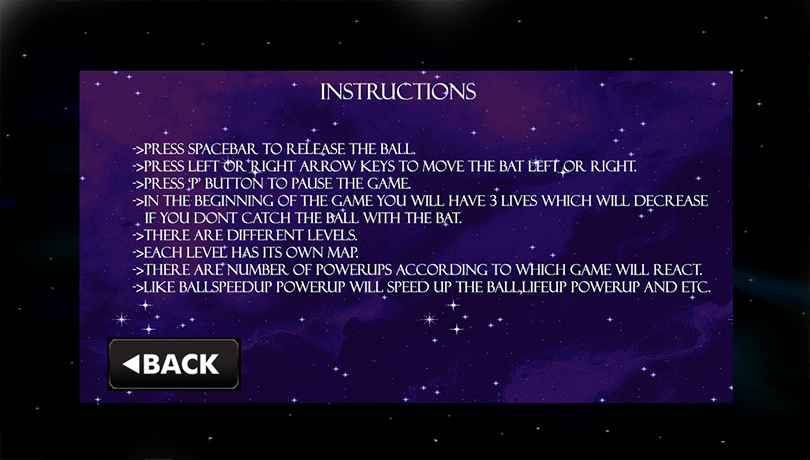 INSTRUCTIONS
->PRESS SPACEBAR TO RELEASE THE BALL.
->PRESS LEFT OR RIGHT ARROW KEYS TO MOVE THE BAT LEFT OR RIGHT.
->PRESS 'P' BUTTON TO PAUSE THE GAME.
->IN THE BEGINNING OF THE GAME YOU WILL HAVE 3 LIVES WHICH WILL DECREASE
IF YOU DONT CATCH THE BALL WITH THE BAT.
->THERE ARE DIFFERENT LEVELS.
->EACH LEVEL HAS ITS OWN MAP.
->THERE ARE NUMBER OF POWERUPS ACCORDING TO WHICH GAME WILL REACT.
->LIKE BALLSPEEDUP POWERUP WILL SPEED UP THE BALL,LIFEUP POWERUP AND ETC.
BACK